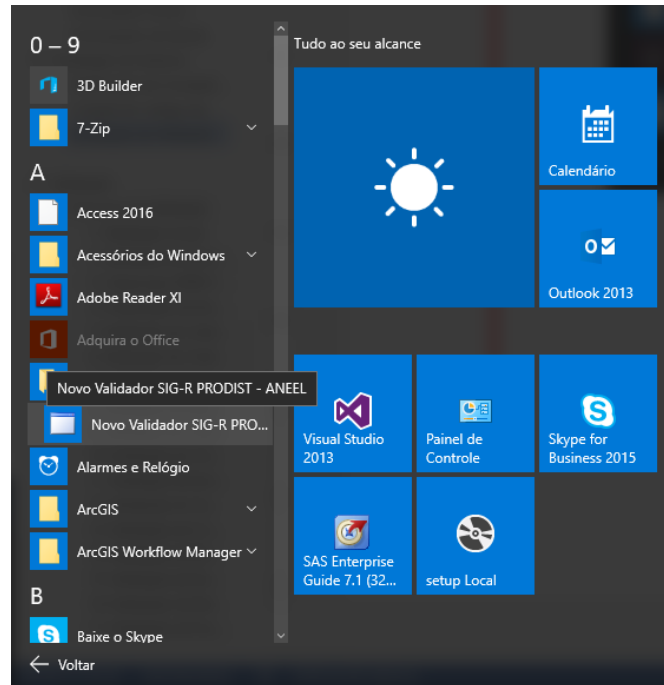 0 – 9
3D Builder
7-Zip
A
Access 2016
Acessórios do Windows
Adobe Reader XI
Adquira o Office
Novo Validador SIG-R PRODIST - ANEEL
Novo Validador SIG-R PRO...
Alarmes e Relógio
ArcGIS
ArcGIS Workflow Manager
B
Baixe o Skype
Voltar
Tudo ao seu alcance
Calendário
Outlook 2013
Visual Studio
2013
Painel de
Controle
Skype for
Business 2015
SAS Enterprise
Guide 7.1 (32...
setup Local